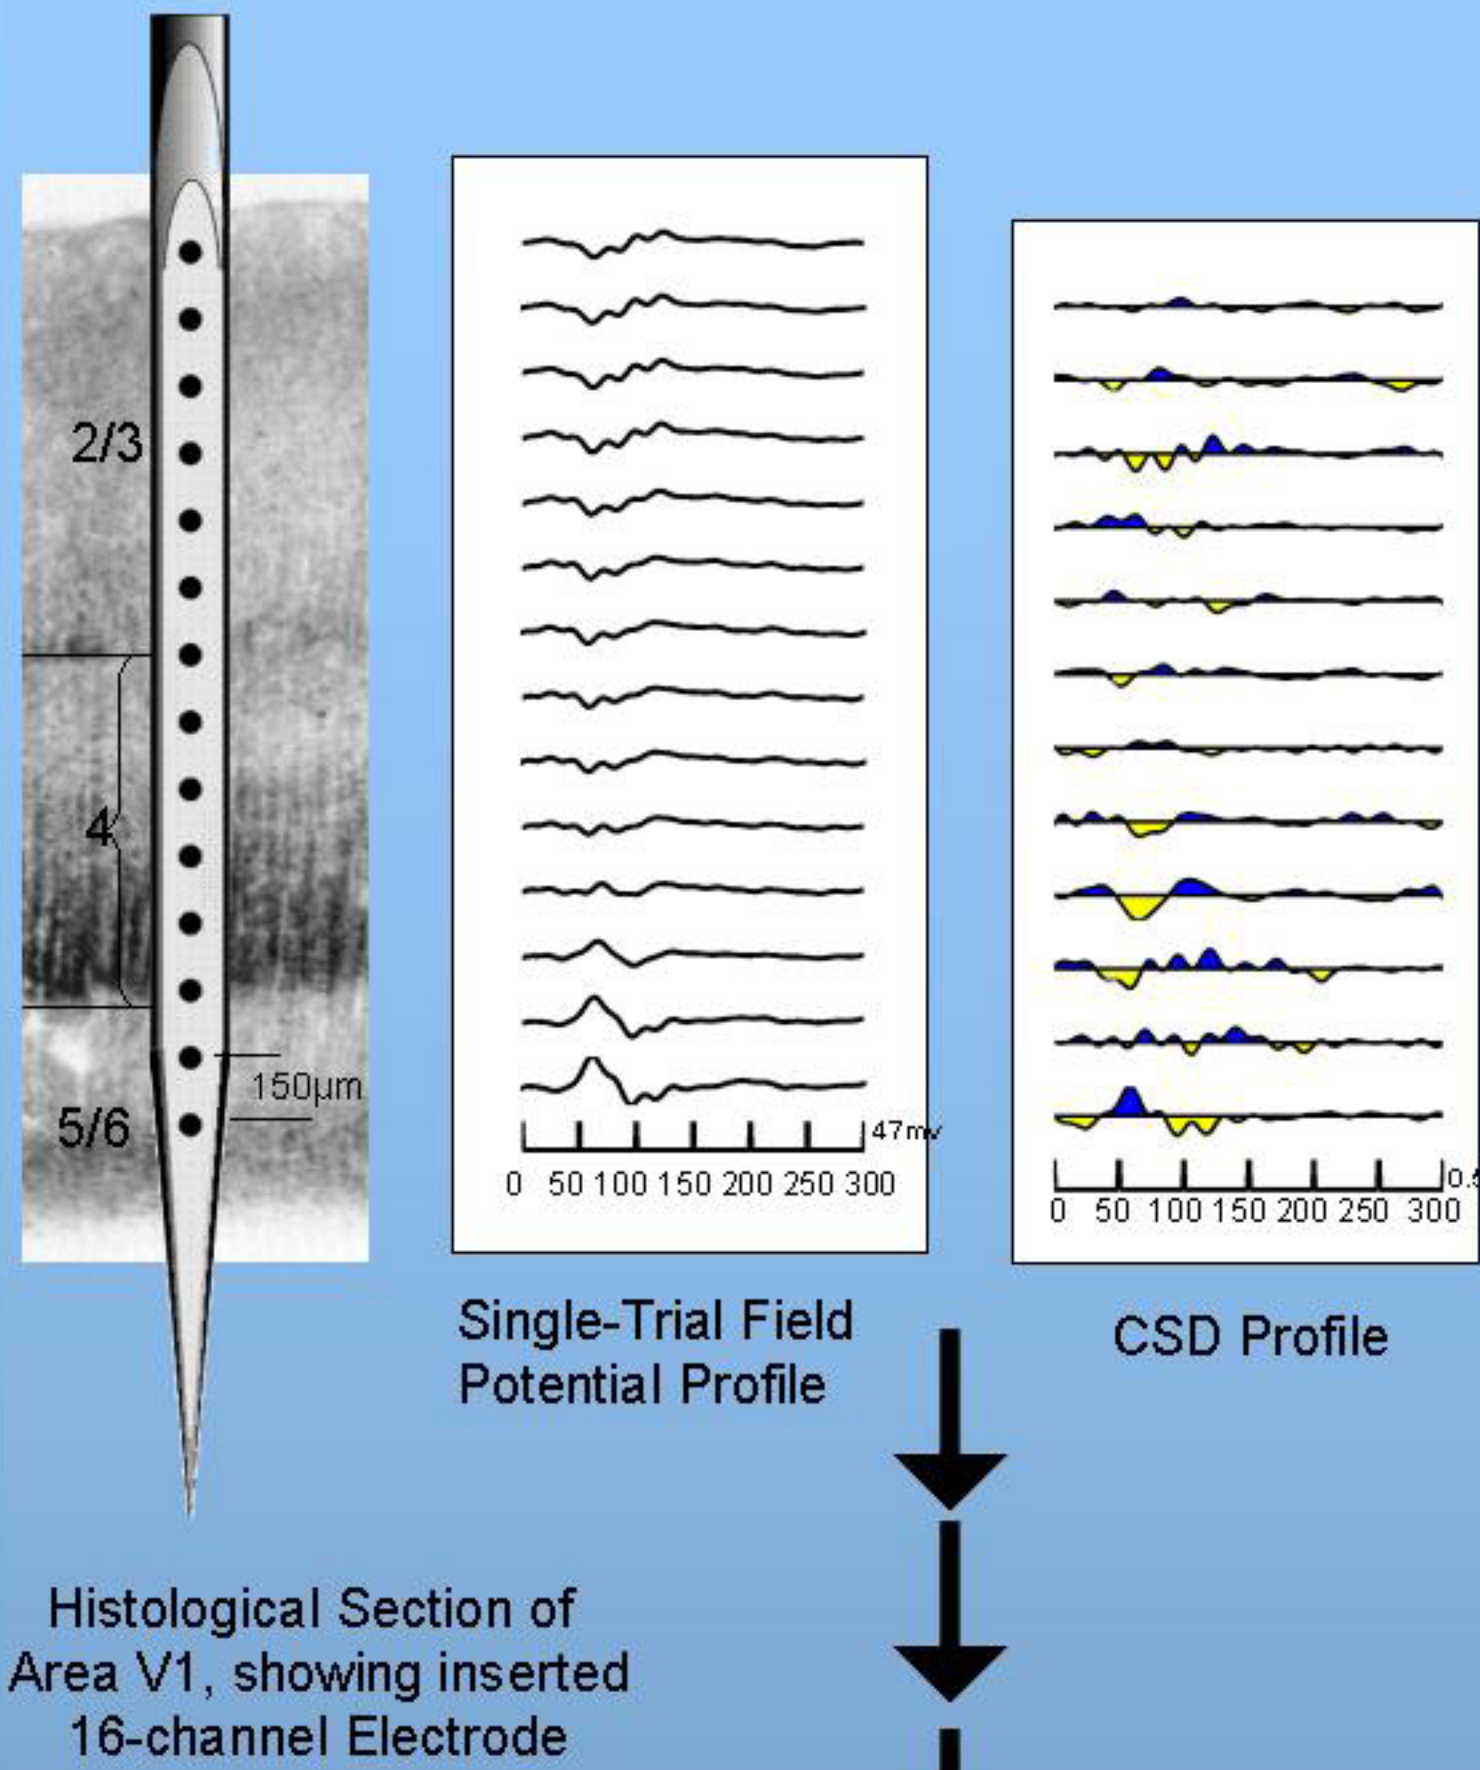 2/3
4
150μm
5/6
47mv
0 50 100 150 200 250 300
0 50 100 150 200 250 300
Single-Trial Field
Potential Profile
CSD Profile
Histological Section of
Area V1, showing inserted
16-channel Electrode